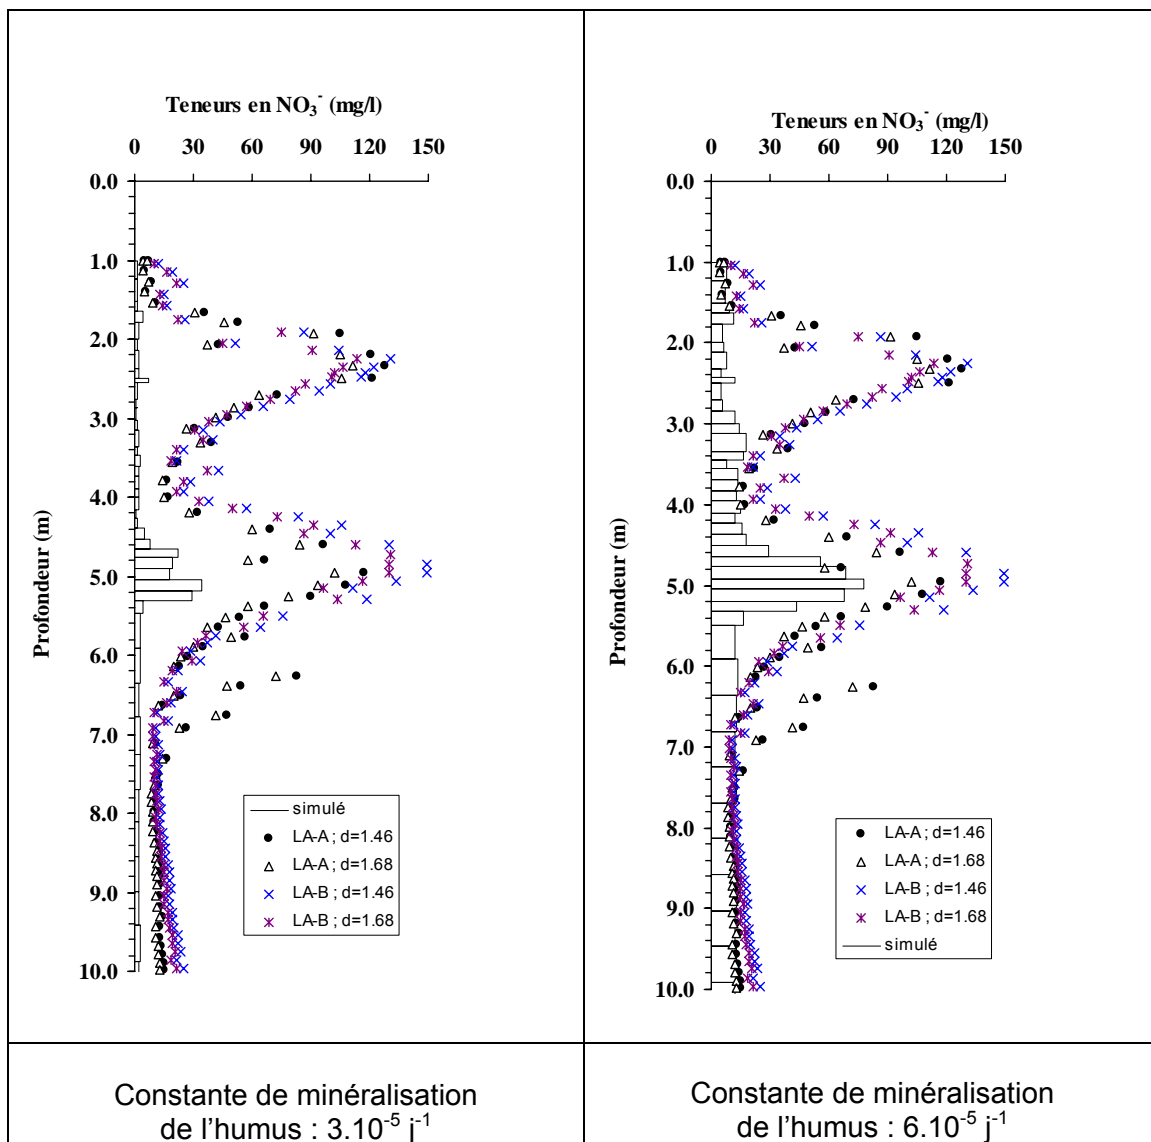 Teneurs en NO3- (mg/l)
0 30 60 90 120 150
0.0
1.0
2.0
3.0
4.0
5.0
6.0
7.0
8.0
9.0
10.0
Profondeur (m)
simulé
LA-A ; d=1.46
LA-A ; d=1.68
LA-B ; d=1.46
LA-B ; d=1.68
Constante de minéralisation
de l'humus : 3.10-5 j-1
Teneurs en NO3- (mg/l)
0 30 60 90 120 150
0.0
1.0
2.0
3.0
4.0
5.0
6.0
7.0
8.0
9.0
10.0
Profondeur (m)
LA-A ; d=1.46
LA-A ; d=1.68
LA-B ; d=1.46
LA-B ; d=1.68
simulé
Constante de minéralisation
de l'humus : 6.10-5 j-1